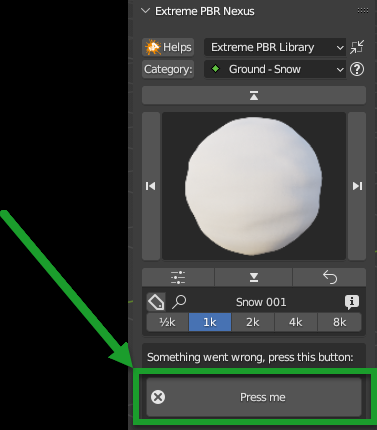 Extreme PBR Nexus
Helps Extreme PBR Library
Category: Ground - Snow ?
Snow 001
½k 1k 2k 4k 8k
Something went wrong, press this button:
Press me